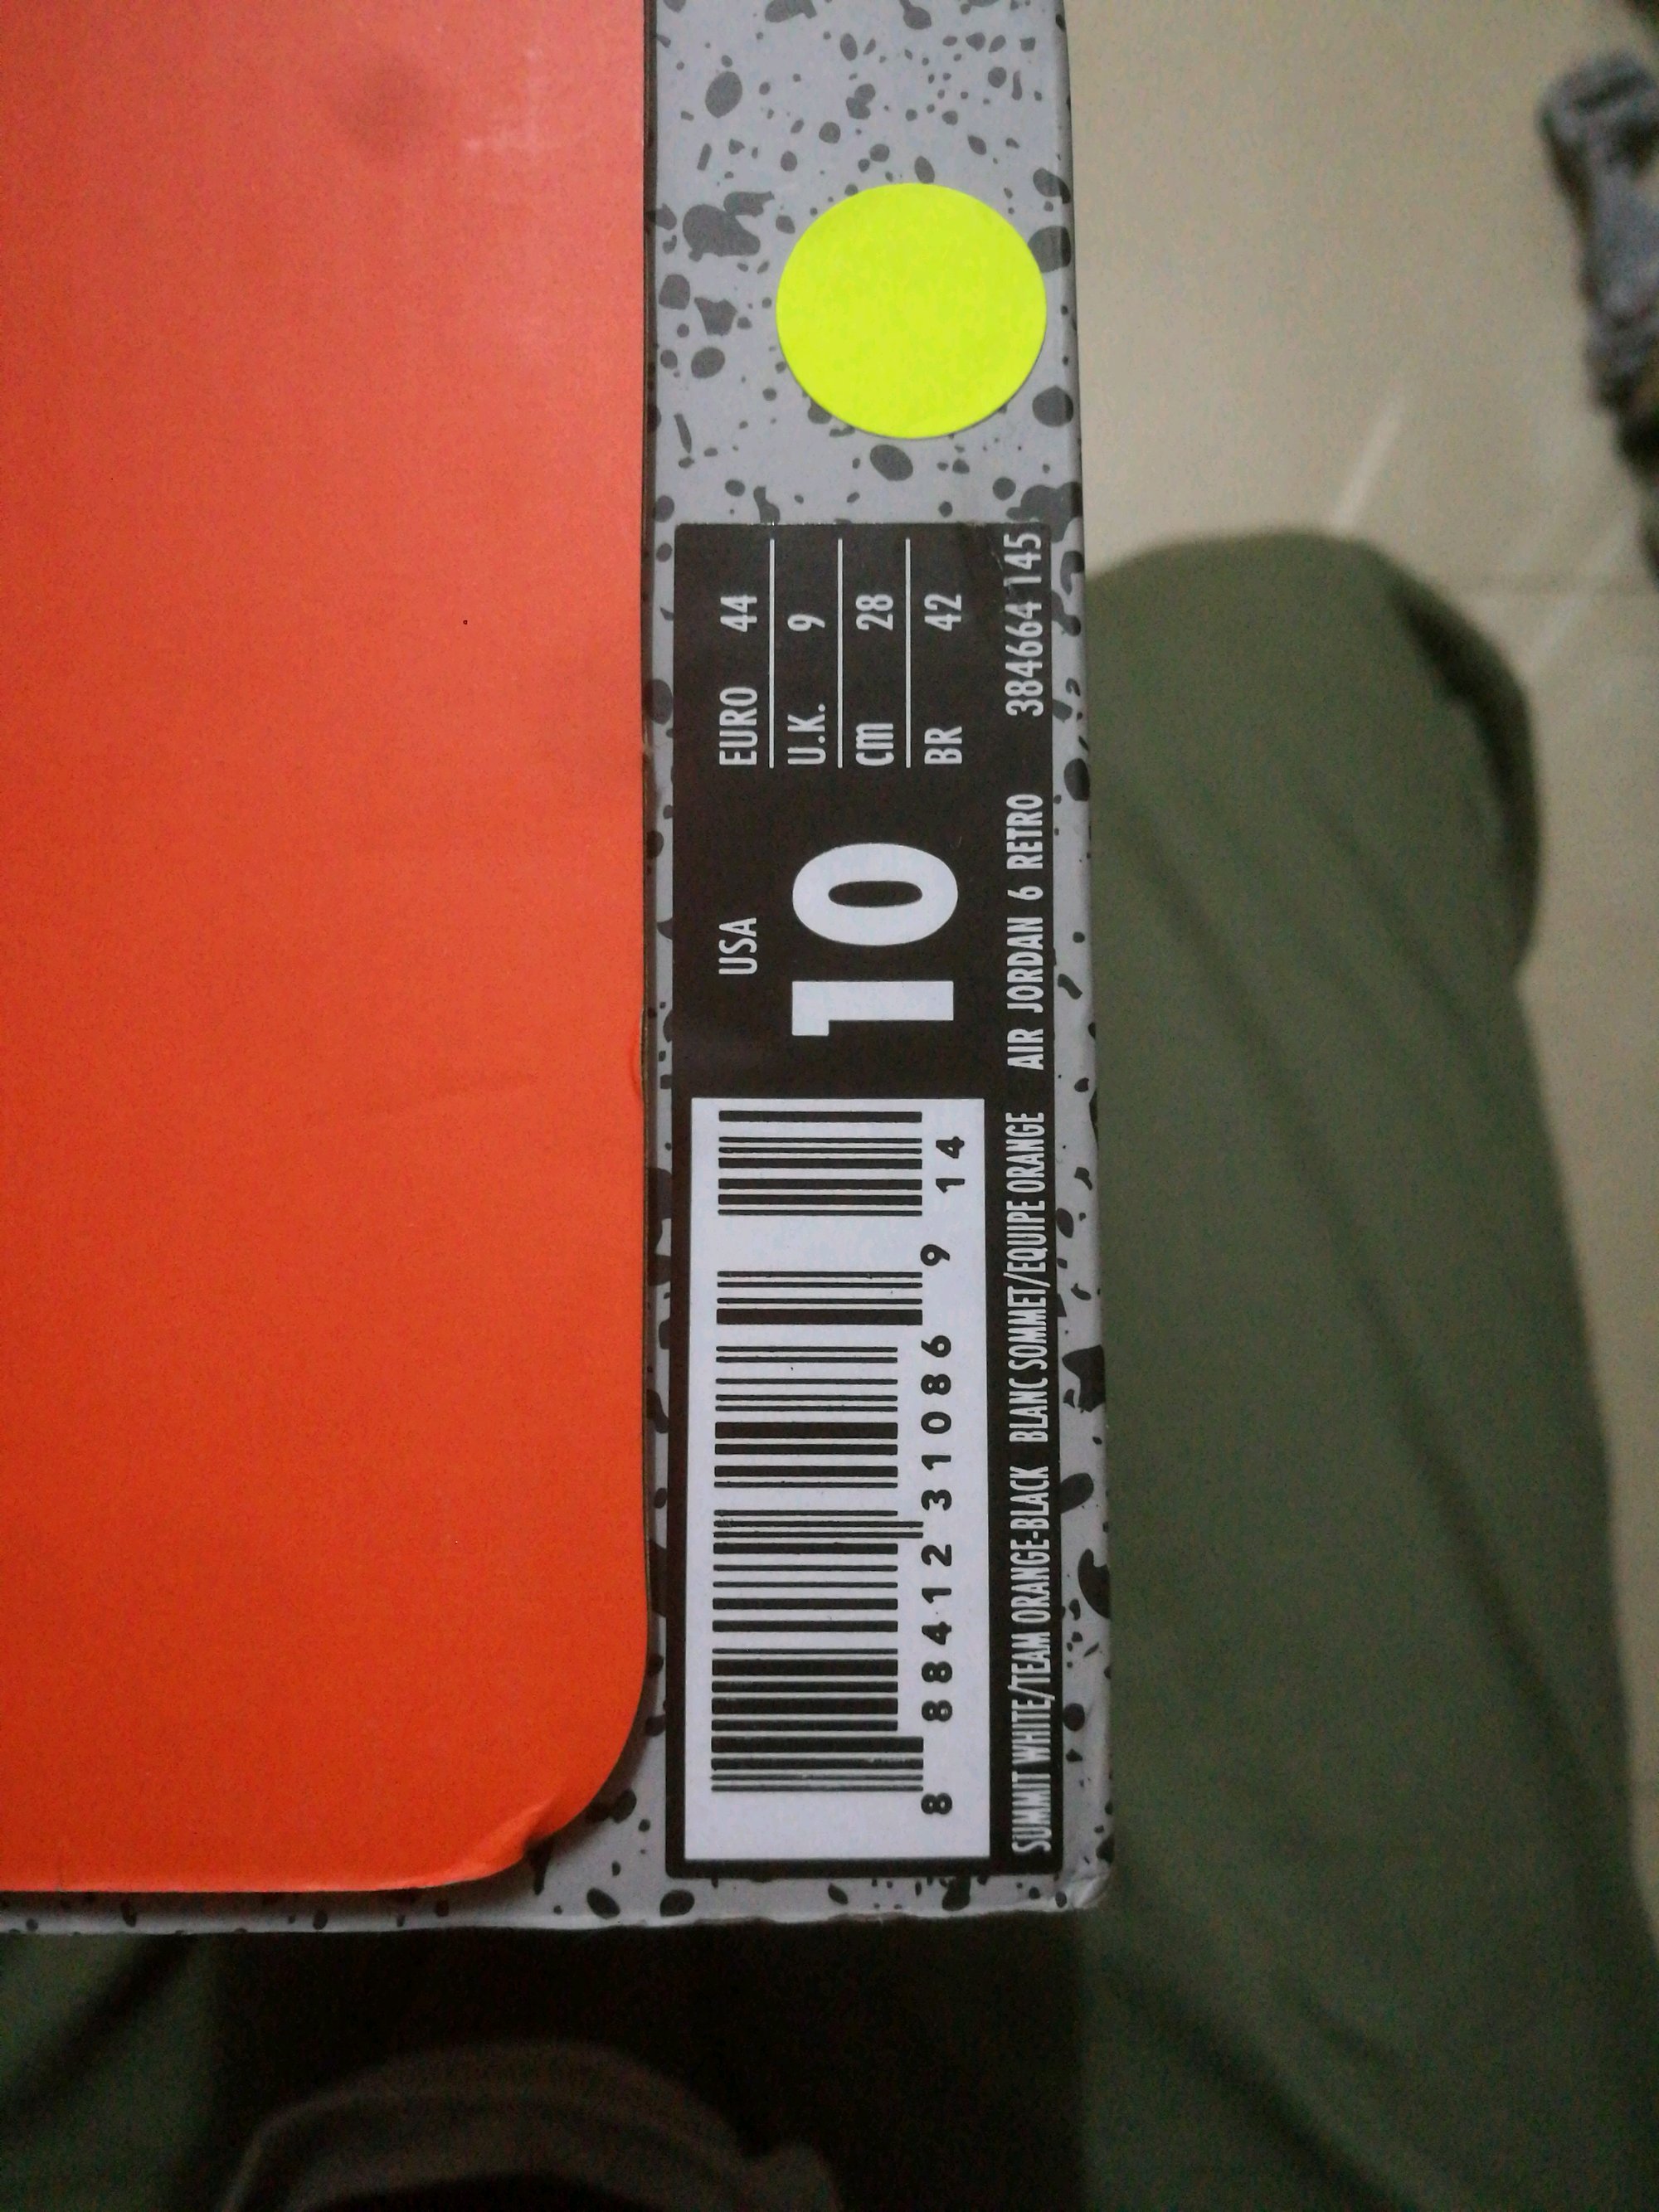 USA
10
EURO 44
U.K. 9
cm 28
BR 42
8 88412 31086 9 14
SUMMIT WHITE/TEAM ORANGE-BLACK BLANC SOMMET/EQUIPE ORANGE AIR JORDAN 6 RETRO 384664 145